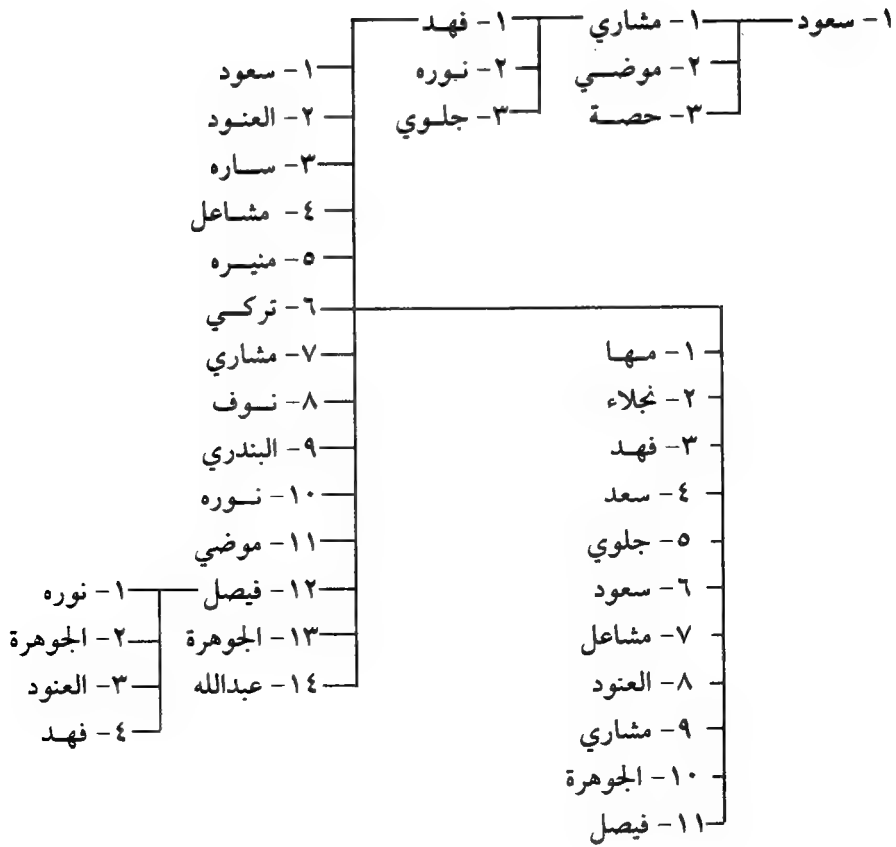 ١- سعود
١- مشاري
٢- موضي
٣- حصة
١- فهد
٢- نوره
٣- جلوي
١- سعود
٢- العنود
٣- ساره
٤- مشاعل
٥- منيره
٦- تركي
٧- مشاري
٨- نوف
٩- البندري
١٠- نوره
١١- موضي
١٢- فيصل
١٣- الجوهرة
١٤- عبدالله
١- مها
٢- نجلاء
٣- فهد
٤- سعد
٥- جلوي
٦- سعود
٧- مشاعل
٨- العنود
٩- مشاري
١٠- الجوهرة
١١- فيصل
١- نوره
٢- الجوهرة
٣- العنود
٤- فهد